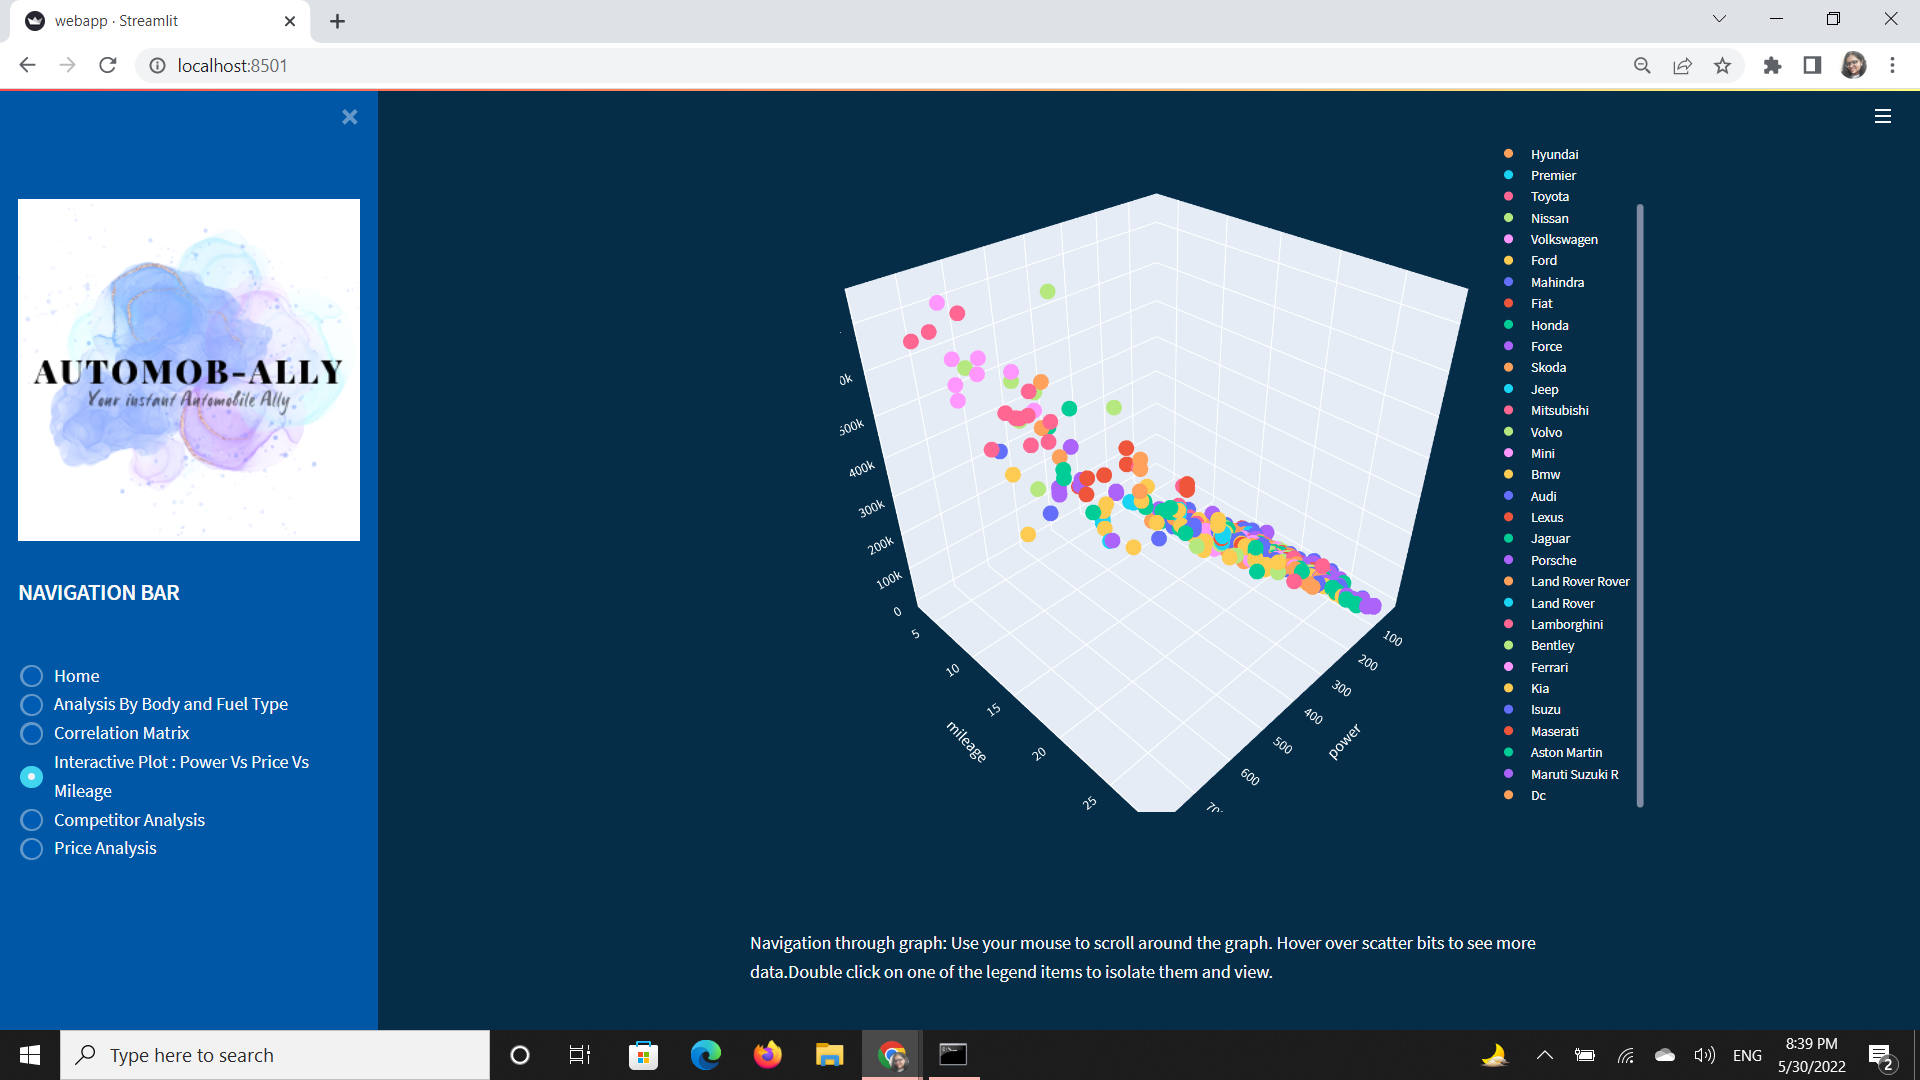 webapp · Streamlit
localhost:8501
AUTOMOB-ALLY
Your instant Automobile Ally
NAVIGATION BAR
Home
Analysis By Body and Fuel Type
Correlation Matrix
Interactive Plot : Power Vs Price Vs
Mileage
Competitor Analysis
Price Analysis
400k
300k
200k
100k
0
5
10
15
20
25
mileage
100
200
300
400
500
600
power
Hyundai
Premier
Toyota
Nissan
Volkswagen
Ford
Mahindra
Fiat
Honda
Force
Skoda
Jeep
Mitsubishi
Volvo
Mini
Bmw
Audi
Lexus
Jaguar
Porsche
Land Rover Rover
Land Rover
Lamborghini
Bentley
Ferrari
Kia
Isuzu
Maserati
Aston Martin
Maruti Suzuki R
Dc
Navigation through graph: Use your mouse to scroll around the graph. Hover over scatter bits to see more
data.Double click on one of the legend items to isolate them and view.
Type here to search
ENG
8:39 PM
5/30/2022
2